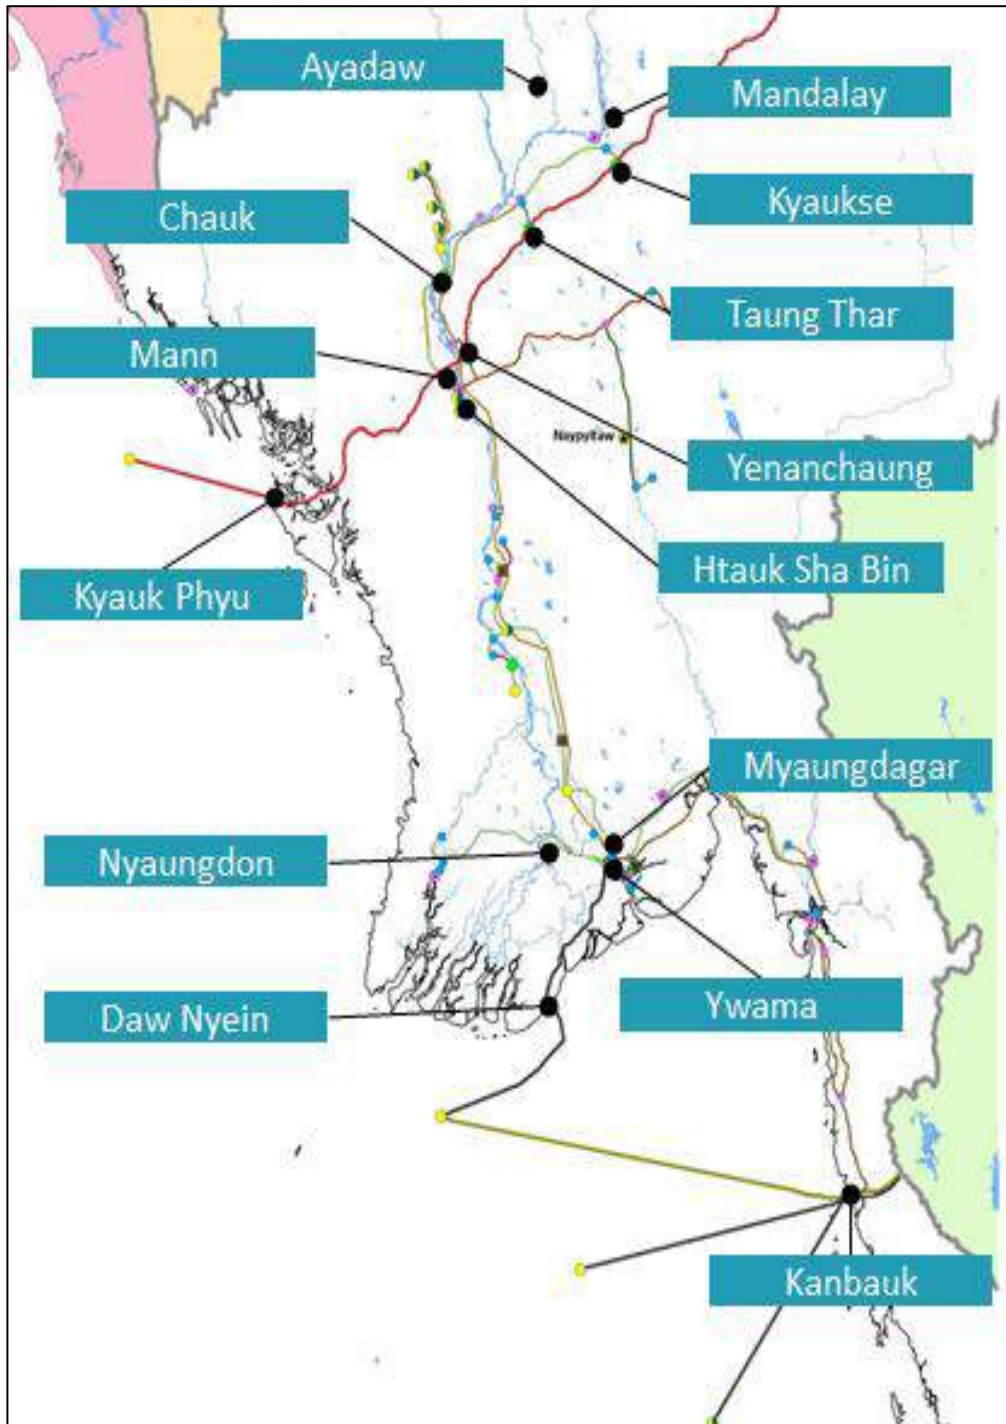 Ayadaw
Mandalay
Kyaukse
Chauk
Taung Thar
Mann
Naypyitaw
Yenanchaung
Htauk Sha Bin
Kyauk Phyu
Myaungdagar
Nyaungdon
Ywama
Daw Nyein
Kanbauk